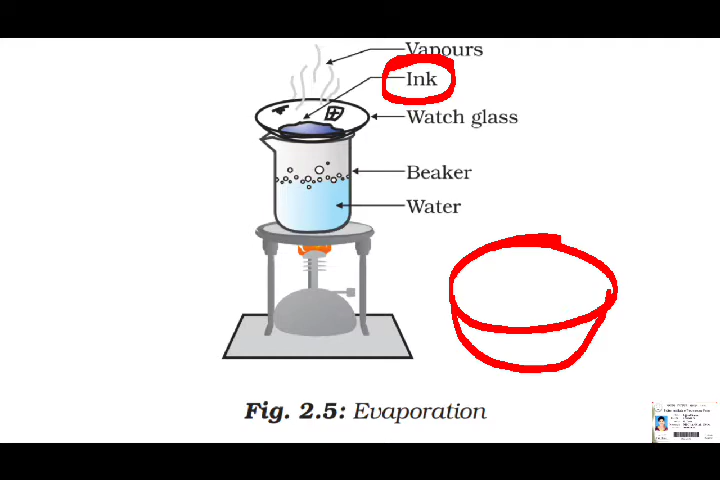 Vapours
Ink
Watch glass
Beaker
Water
Fig. 2.5: Evaporation